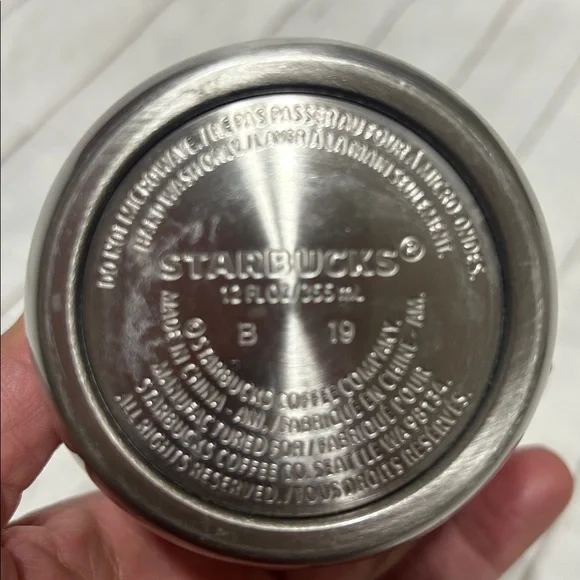 DO NOT MICROWAVE. / NE PAS PASSER AU FOUR À MICRO-ONDES.
HAND WASH ONLY. / LAVER À LA MAIN SEULEMENT.
STARBUCKS®
12 FL OZ/355 mL
B 19
© STARBUCKS COFFEE COMPANY.
MADE IN CHINA - AM. / FABRIQUÉ EN CHINE - AM.
MANUFACTURED FOR / FABRIQUÉ POUR
STARBUCKS COFFEE CO. SEATTLE WA 98134.
ALL RIGHTS RESERVED. / TOUS DROITS RÉSERVÉS.